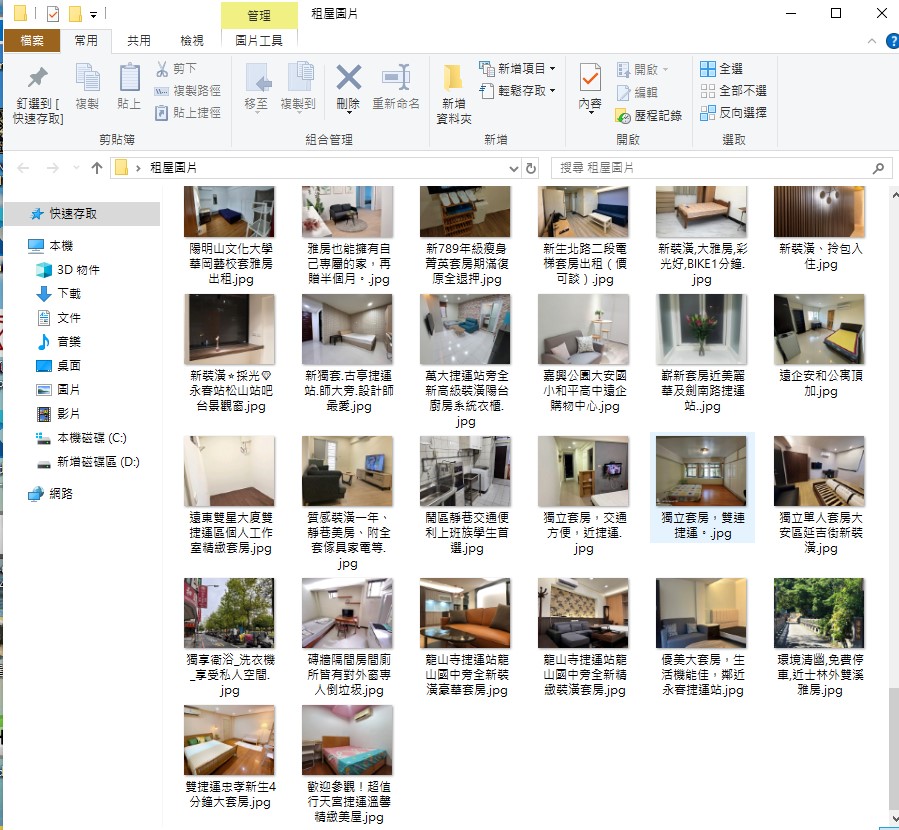 管理
租屋圖片
檔案
常用
共用
檢視
圖片工具
釘選到 [
快速存取]
複製
貼上
剪下
複製路徑
貼上捷徑
剪貼簿
移至
複製到
刪除
重新命名
組合管理
新增
資料夾
新增項目
輕鬆存取
新增
內容
開啟
編輯
歷程記錄
開啟
全選
全部不選
反向選擇
選取
租屋圖片
搜尋 租屋圖片
快速存取
本機
3D 物件
下載
文件
音樂
桌面
圖片
影片
本機磁碟 (C:)
新增磁碟區 (D:)
網路
陽明山文化大學
華岡藝校套雅房
出租.jpg
雅房也能擁有自
己專屬的家，再
贈半個月。.jpg
新789年級瘦身
菁英套房期滿復
原全退押.jpg
新生北路二段電
梯套房出租（價
可談）.jpg
新裝潢,大雅房,彩
光好,BIKE1分鐘.
jpg
新裝潢、拎包入
住.jpg
新裝潢⭐採光♡
永春站松山站吧
台景觀窗.jpg
新獨套.古亭捷運
站.師大旁.設計師
最愛.jpg
萬大捷運站旁全
新高級裝潢陽台
廚房系統衣櫃.
jpg
嘉興公園大安國
小和平高中遠企
購物中心.jpg
嶄新套房近美麗
華及劍南路捷運
站..jpg
遠企安和公寓頂
加.jpg
遠東雙星大廈雙
捷運區個人工作
室精緻套房.jpg
質感裝潢一年、
靜巷美房、附全
套傢具家電等.
jpg
鬧區靜巷交通便
利上班族學生首
選.jpg
獨立套房，交通
方便，近捷運.
jpg
獨立套房，雙連
捷運。.jpg
獨立單人套房大
安區延吉街新裝
潢.jpg
獨享衛浴_洗衣機
_享受私人空間.
jpg
磚牆隔間房間廁
所皆有對外窗專
人倒垃圾.jpg
龍山寺捷運站龍
山國中旁全新裝
潢豪華套房.jpg
龍山寺捷運站龍
山國中旁全新精
緻裝潢套房.jpg
優美大套房，生
活機能佳，鄰近
永春捷運站.jpg
環境清幽,免費停
車,近士林外雙溪
雅房.jpg
雙捷運忠孝新生4
分鐘大套房.jpg
歡迎參觀！超值
行天宮捷運溫馨
精緻美屋.jpg